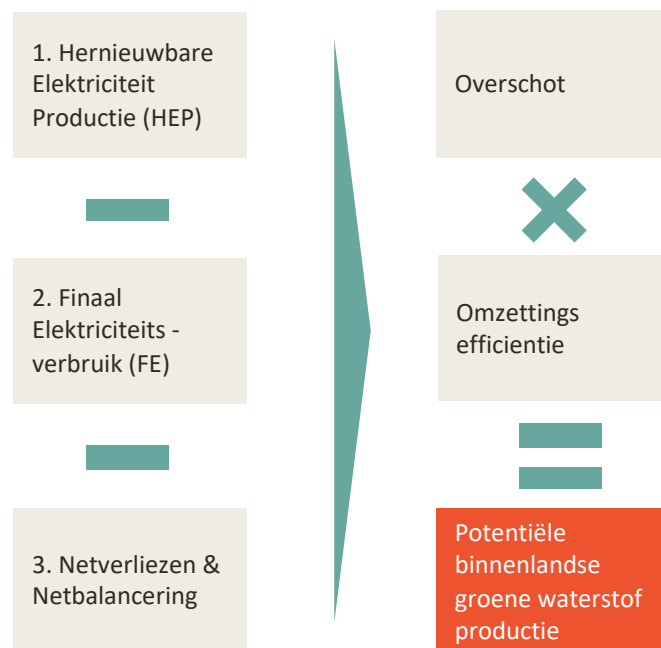 1. Hernieuwbare
Elektriciteit
Productie (HEP)
2. Finaal
Elektriciteits -
verbruik (FE)
3. Netverliezen &
Netbalancering
Overschot
Omzettings
efficientie
Potentiële
binnenlandse
groene waterstof
productie